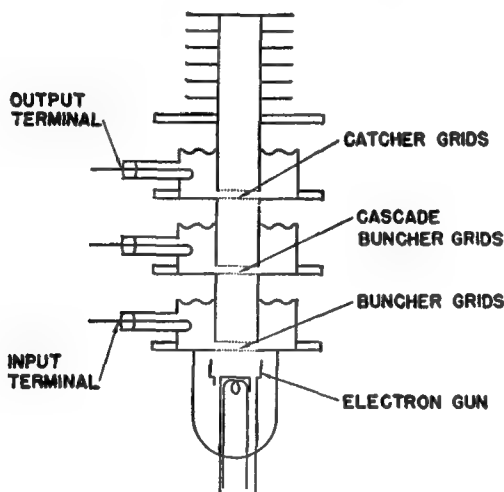 OUTPUT
TERMINAL
CATCHER GRIDS
CASCADE
BUNCHER GRIDS
BUNCHER GRIDS
INPUT
TERMINAL
ELECTRON GUN